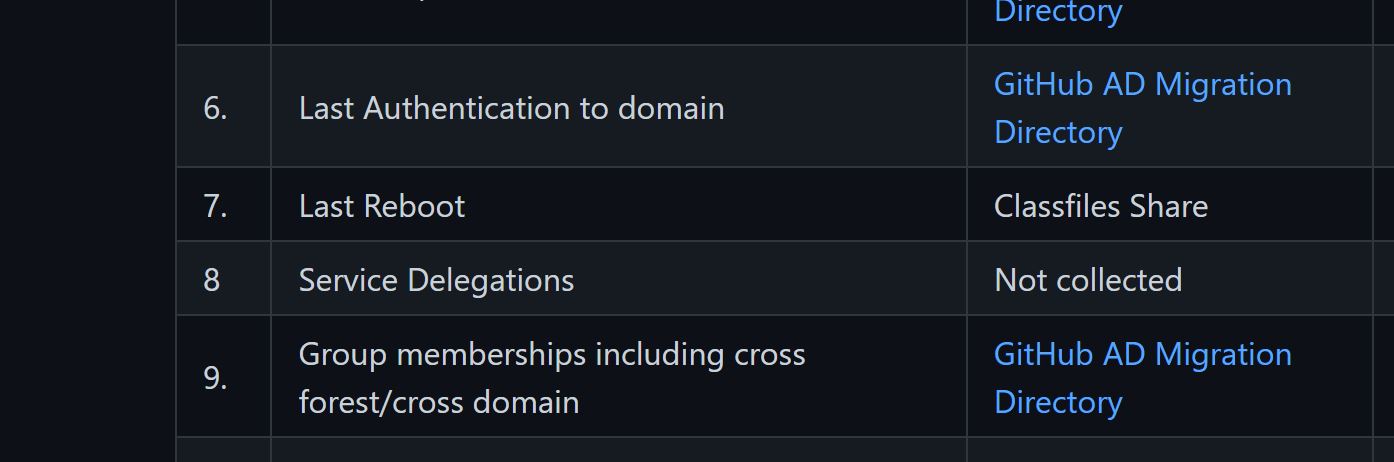 Directory
6.
Last Authentication to domain
GitHub AD Migration
Directory
7.
Last Reboot
Classfiles Share
8
Service Delegations
Not collected
9.
Group memberships including cross
forest/cross domain
GitHub AD Migration
Directory